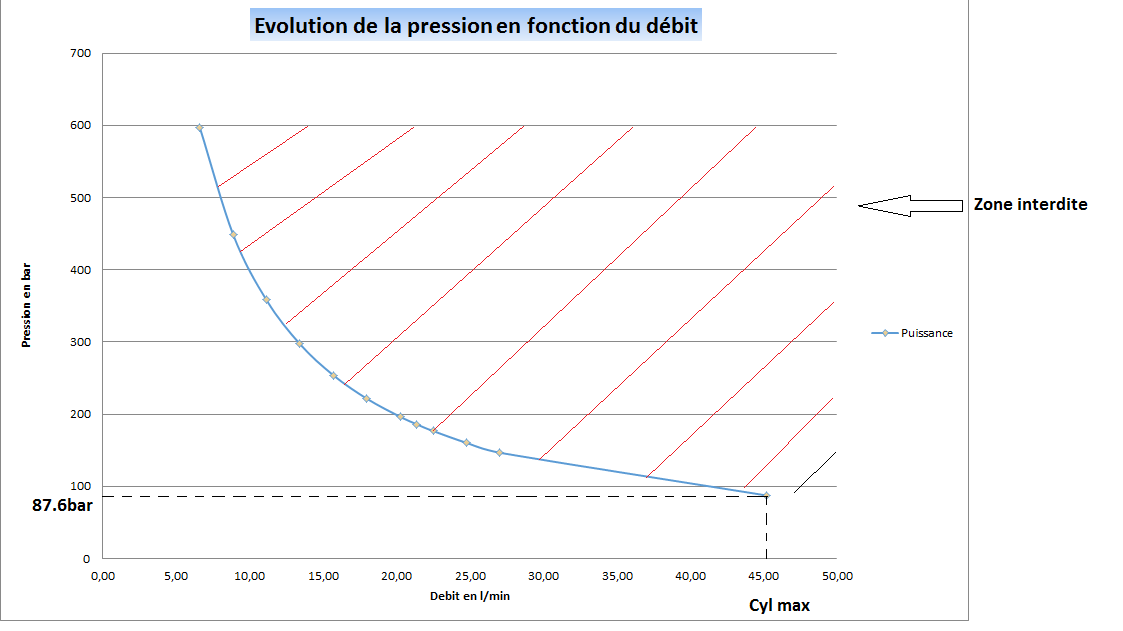 Evolution de la pression en fonction du débit
700
600
500
400
300
200
100
0
Pression en bar
87.6bar
0,00 5,00 10,00 15,00 20,00 25,00 30,00 35,00 40,00 45,00 50,00
Debit en l/min
Cyl max
Zone interdite
Puissance